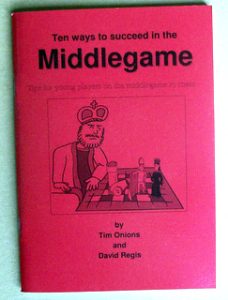 Ten ways to succeed in the
Middlegame
Tips for young players on the middlegame in chess
by
Tim Onions
and
David Regis